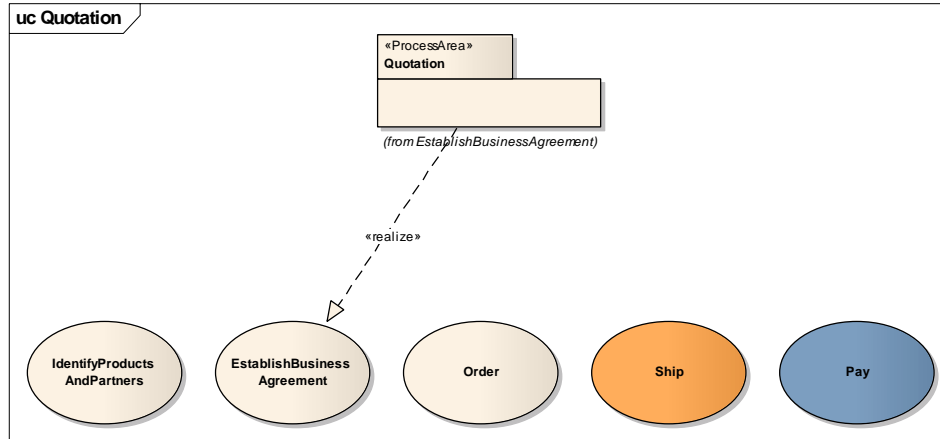 uc Quotation
«ProcessArea»
Quotation
(from EstablishBusinessAgreement)
«realize»
IdentifyProducts
AndPartners
EstablishBusiness
Agreement
Order
Ship
Pay